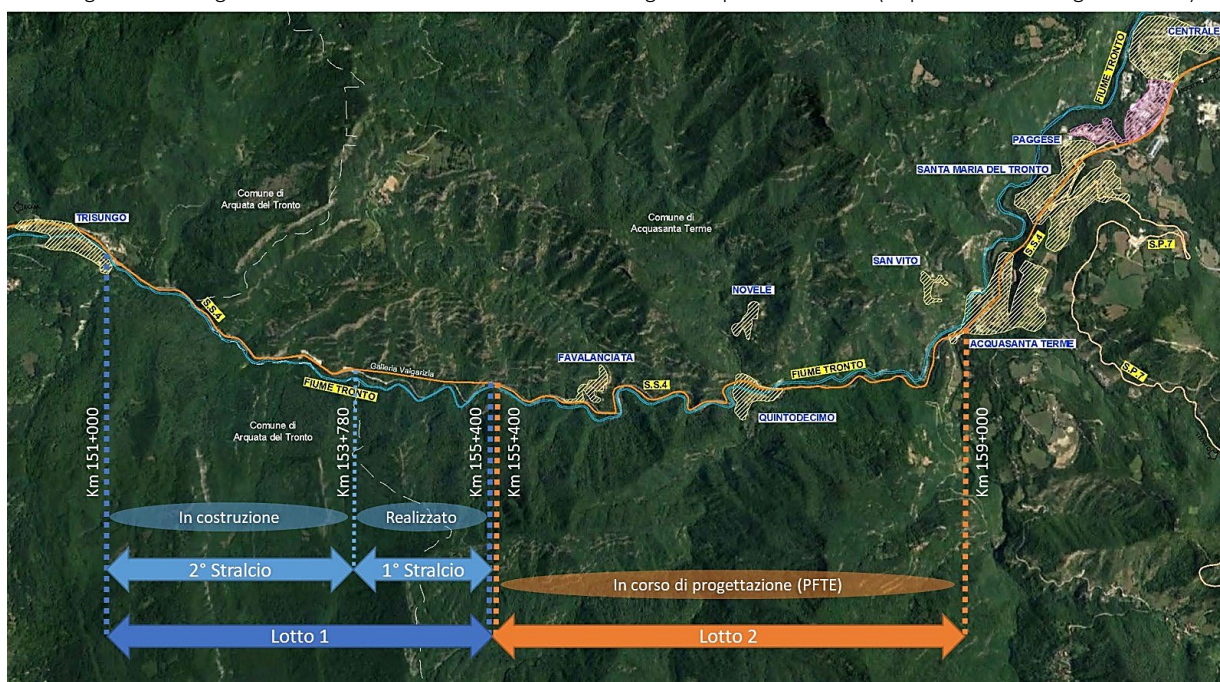 CENTRALE
FIUME TRONTO
PAGGESE
SANTA MARIA DEL TRONTO
Comune di
Arquata del Tronto
Comune di
Acquasanta Terme
TRISUNGO
S.P.7
S.S.4
SAN VITO
NOVELE
S.S.4
ACQUASANTA TERME
Galleria Valgarizia
FAVALANCIATA
FIUME TRONTO
S.P.7
FIUME TRONTO
S.S.4
QUINTODECIMO
Comune di
Arquata del Tronto
Km 151+000
Km 153+780
Km 155+400
Km 155+400
Km 159+000
In costruzione
Realizzato
2° Stralcio
1° Stralcio
In corso di progettazione (PFTE)
Lotto 1
Lotto 2